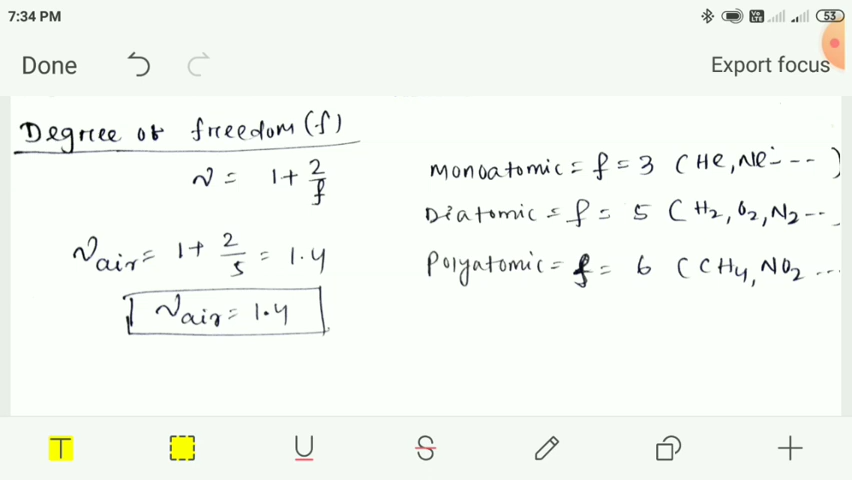 7:34 PM
53
Done
Export focus
Degree of freedom (f)
γ = 1 + 2/f
γair = 1 + 2/5 = 1.4
γair = 1.4
Monoatomic = f = 3 (He, Ne --- )
Diatomic = f = 5 (H2, O2, N2 --
Polyatomic = f = 6 (CH4, NO2 ...
T
U
S